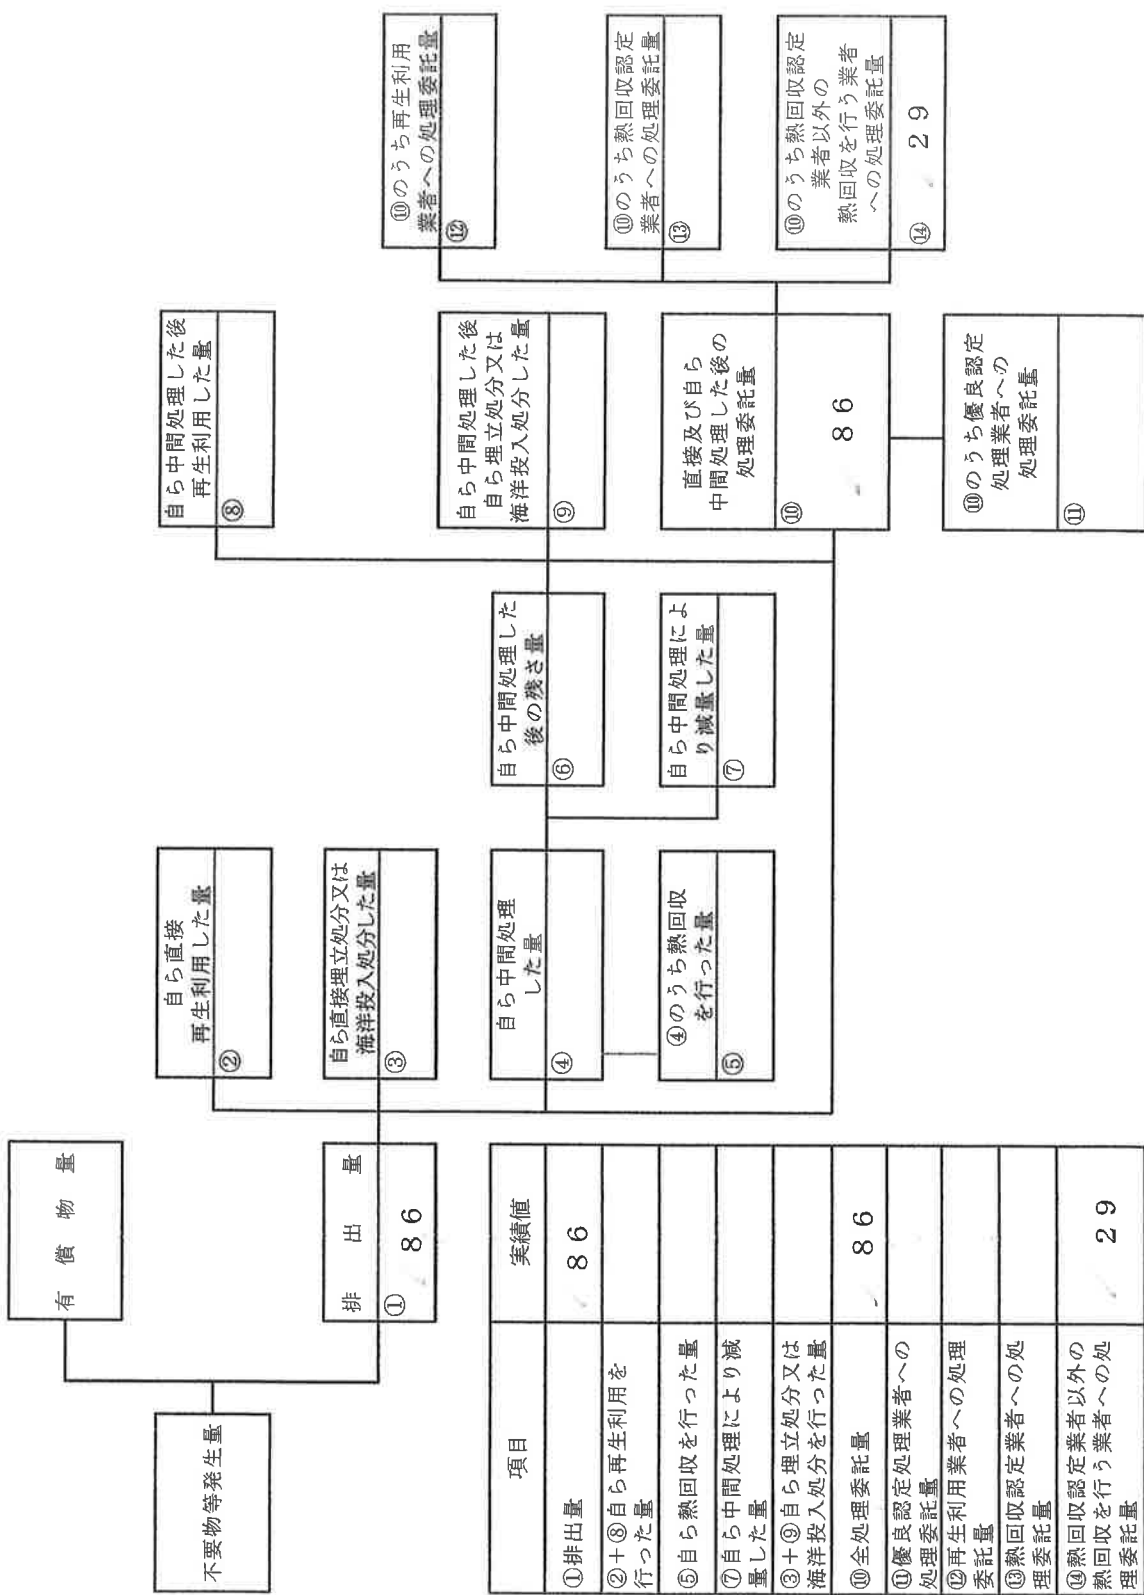 不要物等発生量
有償物量
排出量
①
86
自ら直接
再生利用した量
②
自ら直接埋立処分又は
海洋投入処分した量
③
自ら中間処理
した量
④
④のうち熱回収
を行った量
⑤
自ら中間処理した
後の残さ量
⑥
自ら中間処理によ
り減量した量
⑦
自ら中間処理した後
再生利用した量
⑧
自ら中間処理した後
自ら埋立処分又は
海洋投入処分した量
⑨
直接及び自ら
中間処理した後の
処理委託量
⑩
86
⑩のうち優良認定
処理業者への
処理委託量
⑪
⑩のうち再生利用
業者への処理委託量
⑫
⑩のうち熱回収認定
業者への処理委託量
⑬
⑩のうち熱回収認定
業者以外の
熱回収を行う業者
への処理委託量
⑭
29
項目
実績値
①排出量
86
②+⑧自ら再生利用を
行った量
⑤自ら熱回収を行った量
⑦自ら中間処理により減
量した量
③+⑨自ら埋立処分又は
海洋投入処分を行った量
⑩全処理委託量
86
⑪優良認定処理業者への
処理委託量
⑫再生利用業者への処理
委託量
⑬熱回収認定業者への処
理委託量
⑭熱回収認定業者以外の
熱回収を行う業者への処
理委託量
29